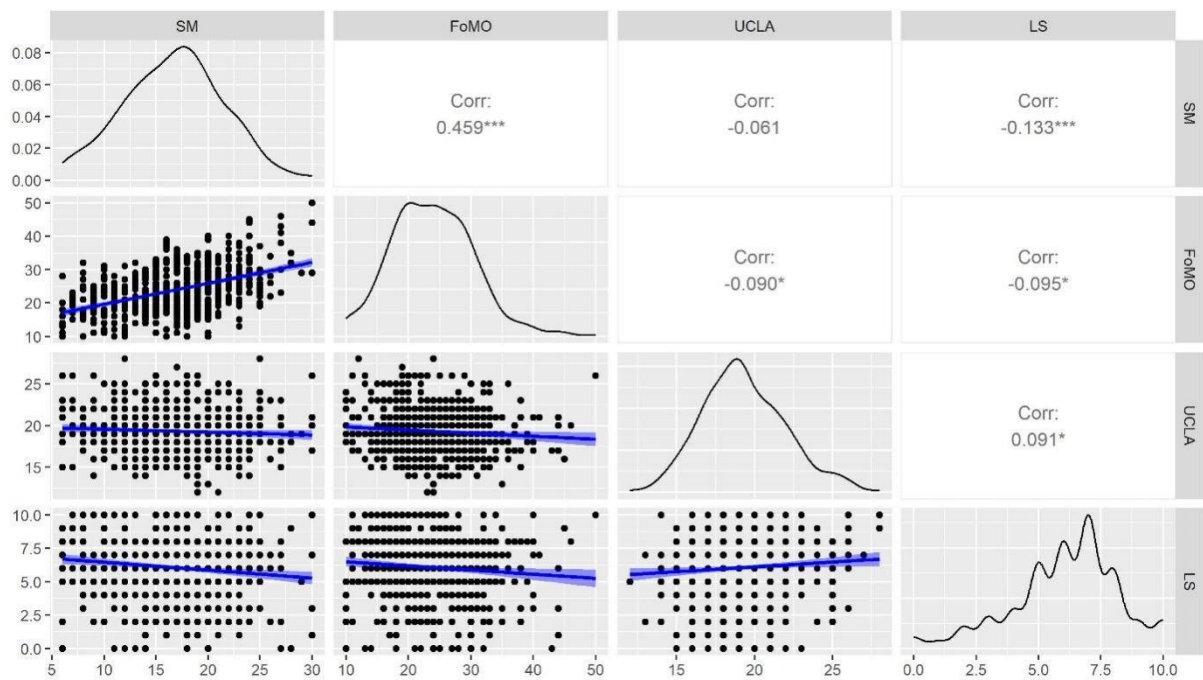 SM FoMO UCLA LS
0.08
0.06
0.04
0.02
0.00
Corr:
0.459***
Corr:
-0.061
Corr:
-0.133***
SM
50
40
30
20
10
Corr:
-0.090*
Corr:
-0.095*
FoMO
25
20
15
Corr:
0.091*
UCLA
10.0
7.5
5.0
2.5
0.0
LS
5 10 15 20 25 30 10 20 30 40 50 15 20 25 0.0 2.5 5.0 7.5 10.0